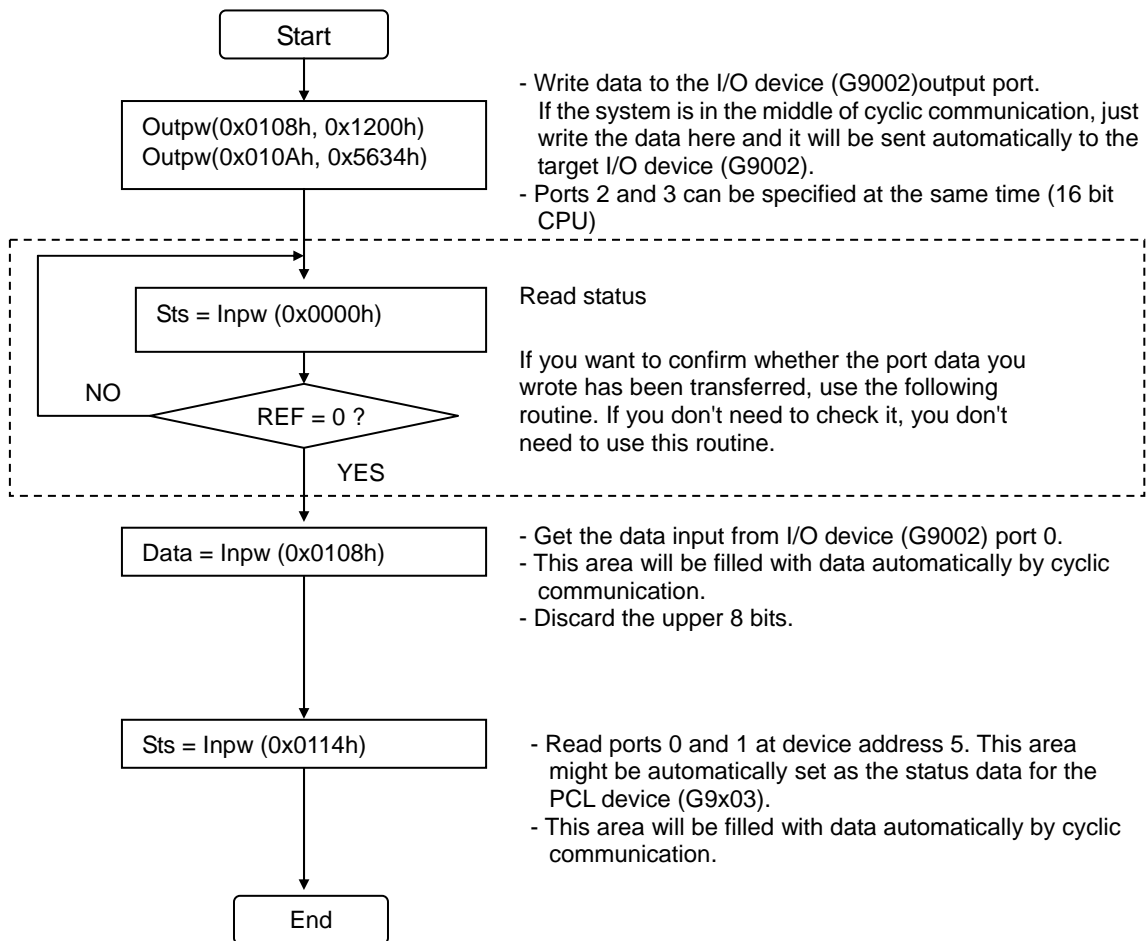 Start
Outpw(0x0108h, 0x1200h)
Outpw(0x010Ah, 0x5634h)
- Write data to the I/O device (G9002)output port.
If the system is in the middle of cyclic communication, just
write the data here and it will be sent automatically to the
target I/O device (G9002).
- Ports 2 and 3 can be specified at the same time (16 bit
CPU)
Sts = Inpw (0x0000h)
Read status
If you want to confirm whether the port data you
wrote has been transferred, use the following
routine. If you don't need to check it, you don't
need to use this routine.
NO
REF = 0 ?
YES
Data = Inpw (0x0108h)
- Get the data input from I/O device (G9002) port 0.
- This area will be filled with data automatically by cyclic
communication.
- Discard the upper 8 bits.
Sts = Inpw (0x0114h)
- Read ports 0 and 1 at device address 5. This area
might be automatically set as the status data for the
PCL device (G9x03).
- This area will be filled with data automatically by cyclic
communication.
End